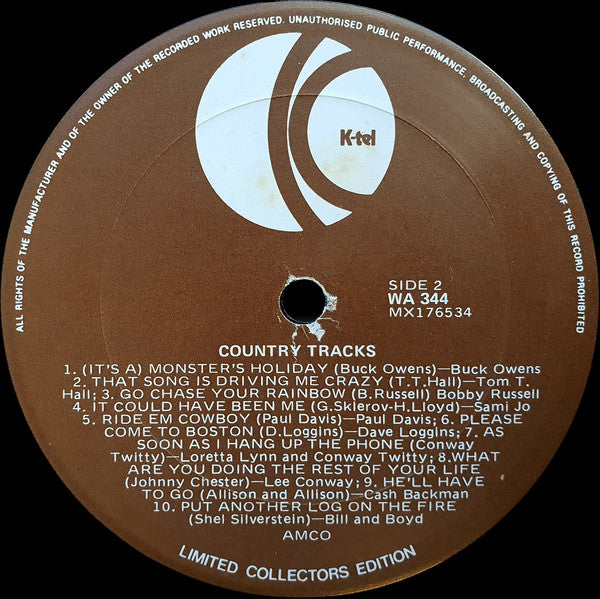 ALL RIGHTS OF THE MANUFACTURER AND OF THE OWNER OF THE RECORDED WORK RESERVED. UNAUTHORISED PUBLIC PERFORMANCE, BROADCASTING AND COPYING OF THIS RECORD PROHIBITED
K-tel
SIDE 2
WA 344
MX176534
COUNTRY TRACKS
1. (IT'S A) MONSTER'S HOLIDAY (Buck Owens)—Buck Owens
2. THAT SONG IS DRIVING ME CRAZY (T.T.Hall)—Tom T.
Hall; 3. GO CHASE YOUR RAINBOW (B.Russell) Bobby Russell
4. IT COULD HAVE BEEN ME (G.Sklerov-H.Lloyd)—Sami Jo
5. RIDE EM COWBOY (Paul Davis)—Paul Davis; 6. PLEASE
COME TO BOSTON (D.Loggins)—Dave Loggins; 7. AS
SOON AS I HANG UP THE PHONE (Conway
Twitty)—Loretta Lynn and Conway Twitty; 8.WHAT
ARE YOU DOING THE REST OF YOUR LIFE
(Johnny Chester)—Lee Conway; 9. HE'LL HAVE
TO GO (Allison and Allison)—Cash Backman
10. PUT ANOTHER LOG ON THE FIRE
(Shel Silverstein)—Bill and Boyd
AMCO
LIMITED COLLECTORS EDITION